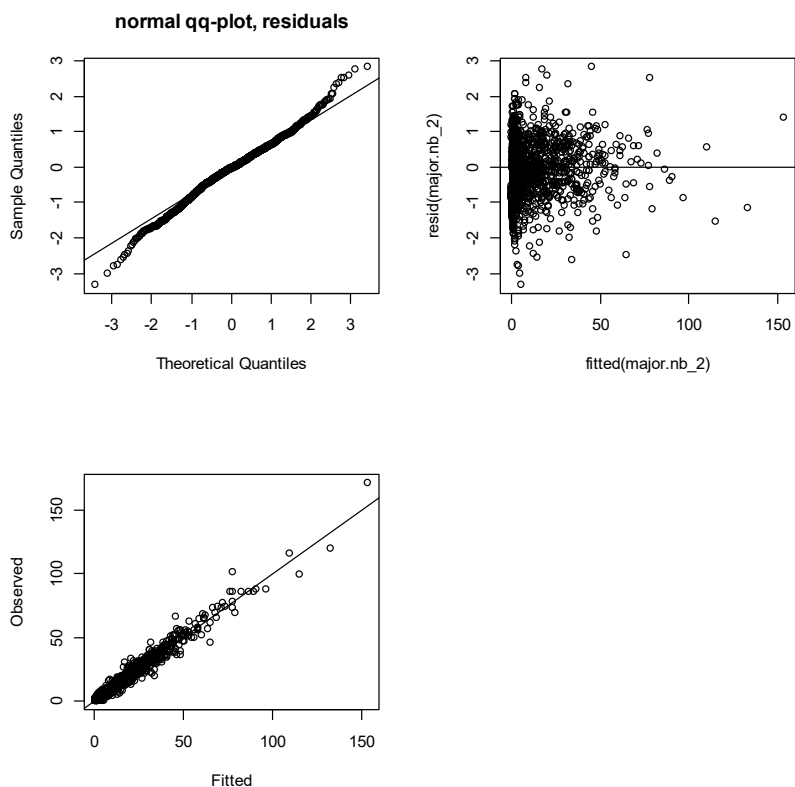 normal qq-plot, residuals
Sample Quantiles
3
2
1
0
-1
-2
-3
-3 -2 -1 0 1 2 3
Theoretical Quantiles
resid(major.nb_2)
3
2
1
0
-1
-2
-3
0 50 100 150
fitted(major.nb_2)
Observed
150
100
50
0
0 50 100 150
Fitted